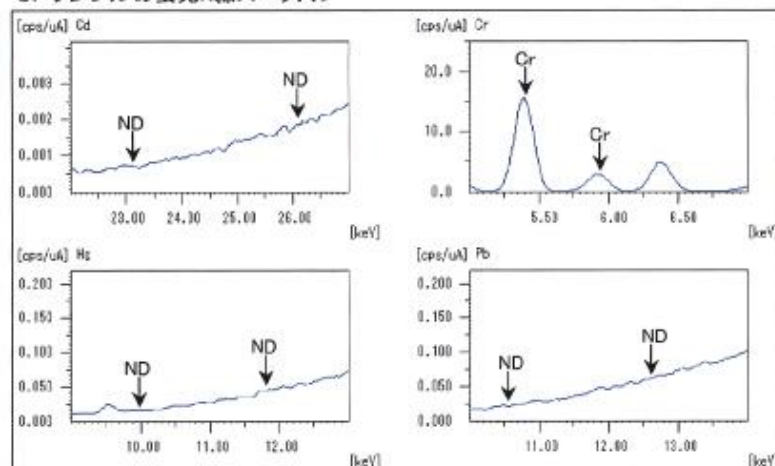 [cps/uA] Cd
0.003
0.002
0.001
0.000
ND
ND
23.00 24.00 25.00 26.00
[keV]
[cps/uA] Cr
20.0
10.0
0.0
Cr
Cr
5.50 6.00 6.50
[keV]
[cps/uA] Hg
0.200
0.150
0.100
0.050
0.000
ND
ND
10.00 11.00 12.00
[keV]
[cps/uA] Pb
0.200
0.150
0.100
0.050
0.000
ND
ND
11.00 12.00 13.00
[keV]